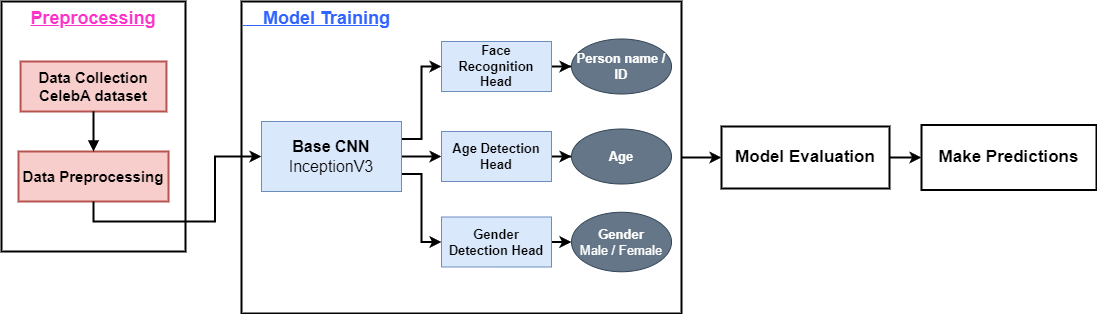 Preprocessing
Data Collection
CelebA dataset
Data Preprocessing
Model Training
Base CNN
InceptionV3
Face
Recognition
Head
Person name /
ID
Age Detection
Head
Age
Gender
Detection Head
Gender
Male / Female
Model Evaluation
Make Predictions